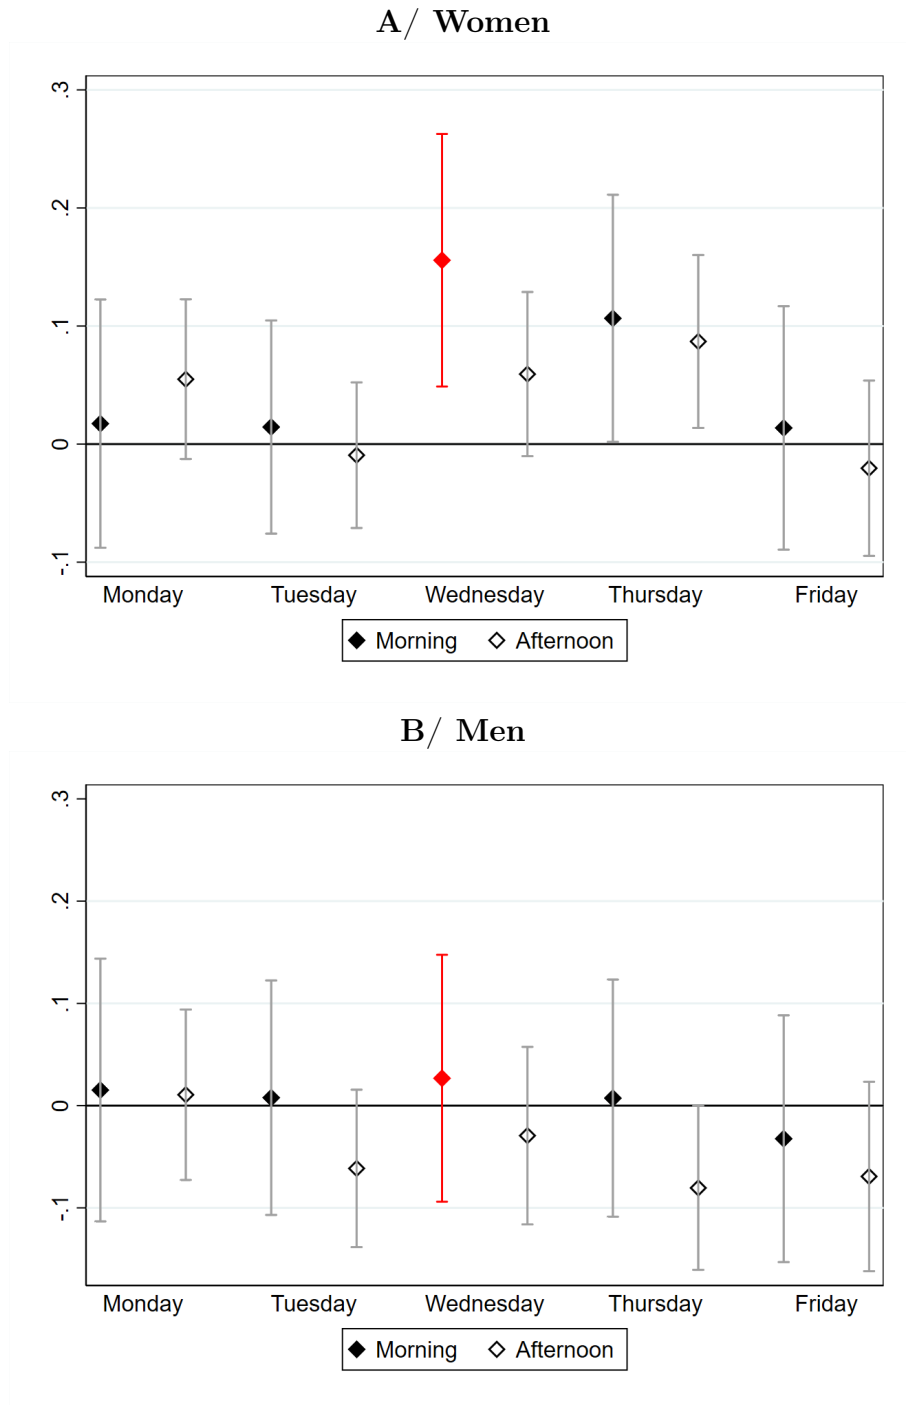 A/ Women
.3
.2
.1
0
-.1
Monday Tuesday Wednesday Thursday Friday
Morning Afternoon
B/ Men
.3
.2
.1
0
-.1
Monday Tuesday Wednesday Thursday Friday
Morning Afternoon